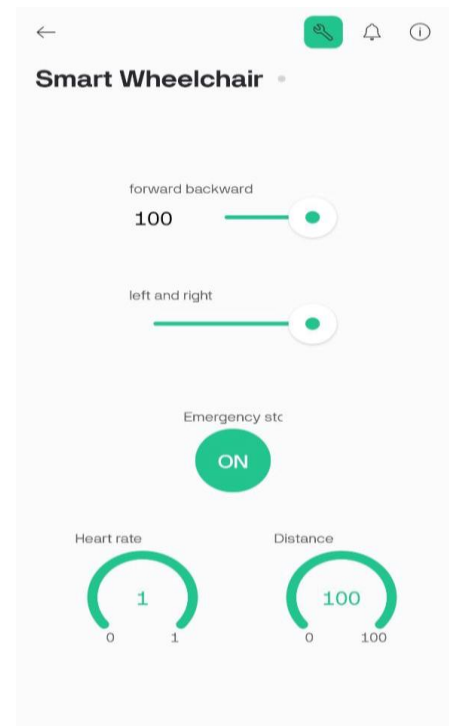 Smart Wheelchair
forward backward
100
left and right
Emergency sto
ON
Heart rate
Distance
1
100
0 1
0 100